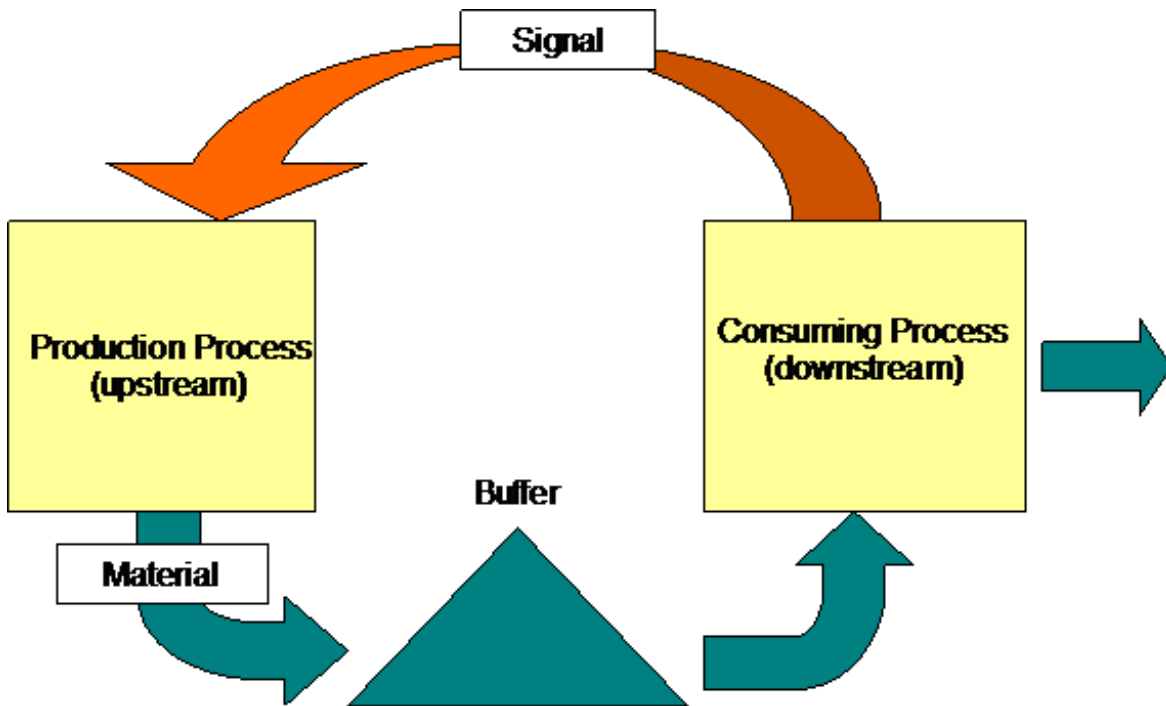 Signal
Production Process
(upstream)
Consuming Process
(downstream)
Buffer
Material